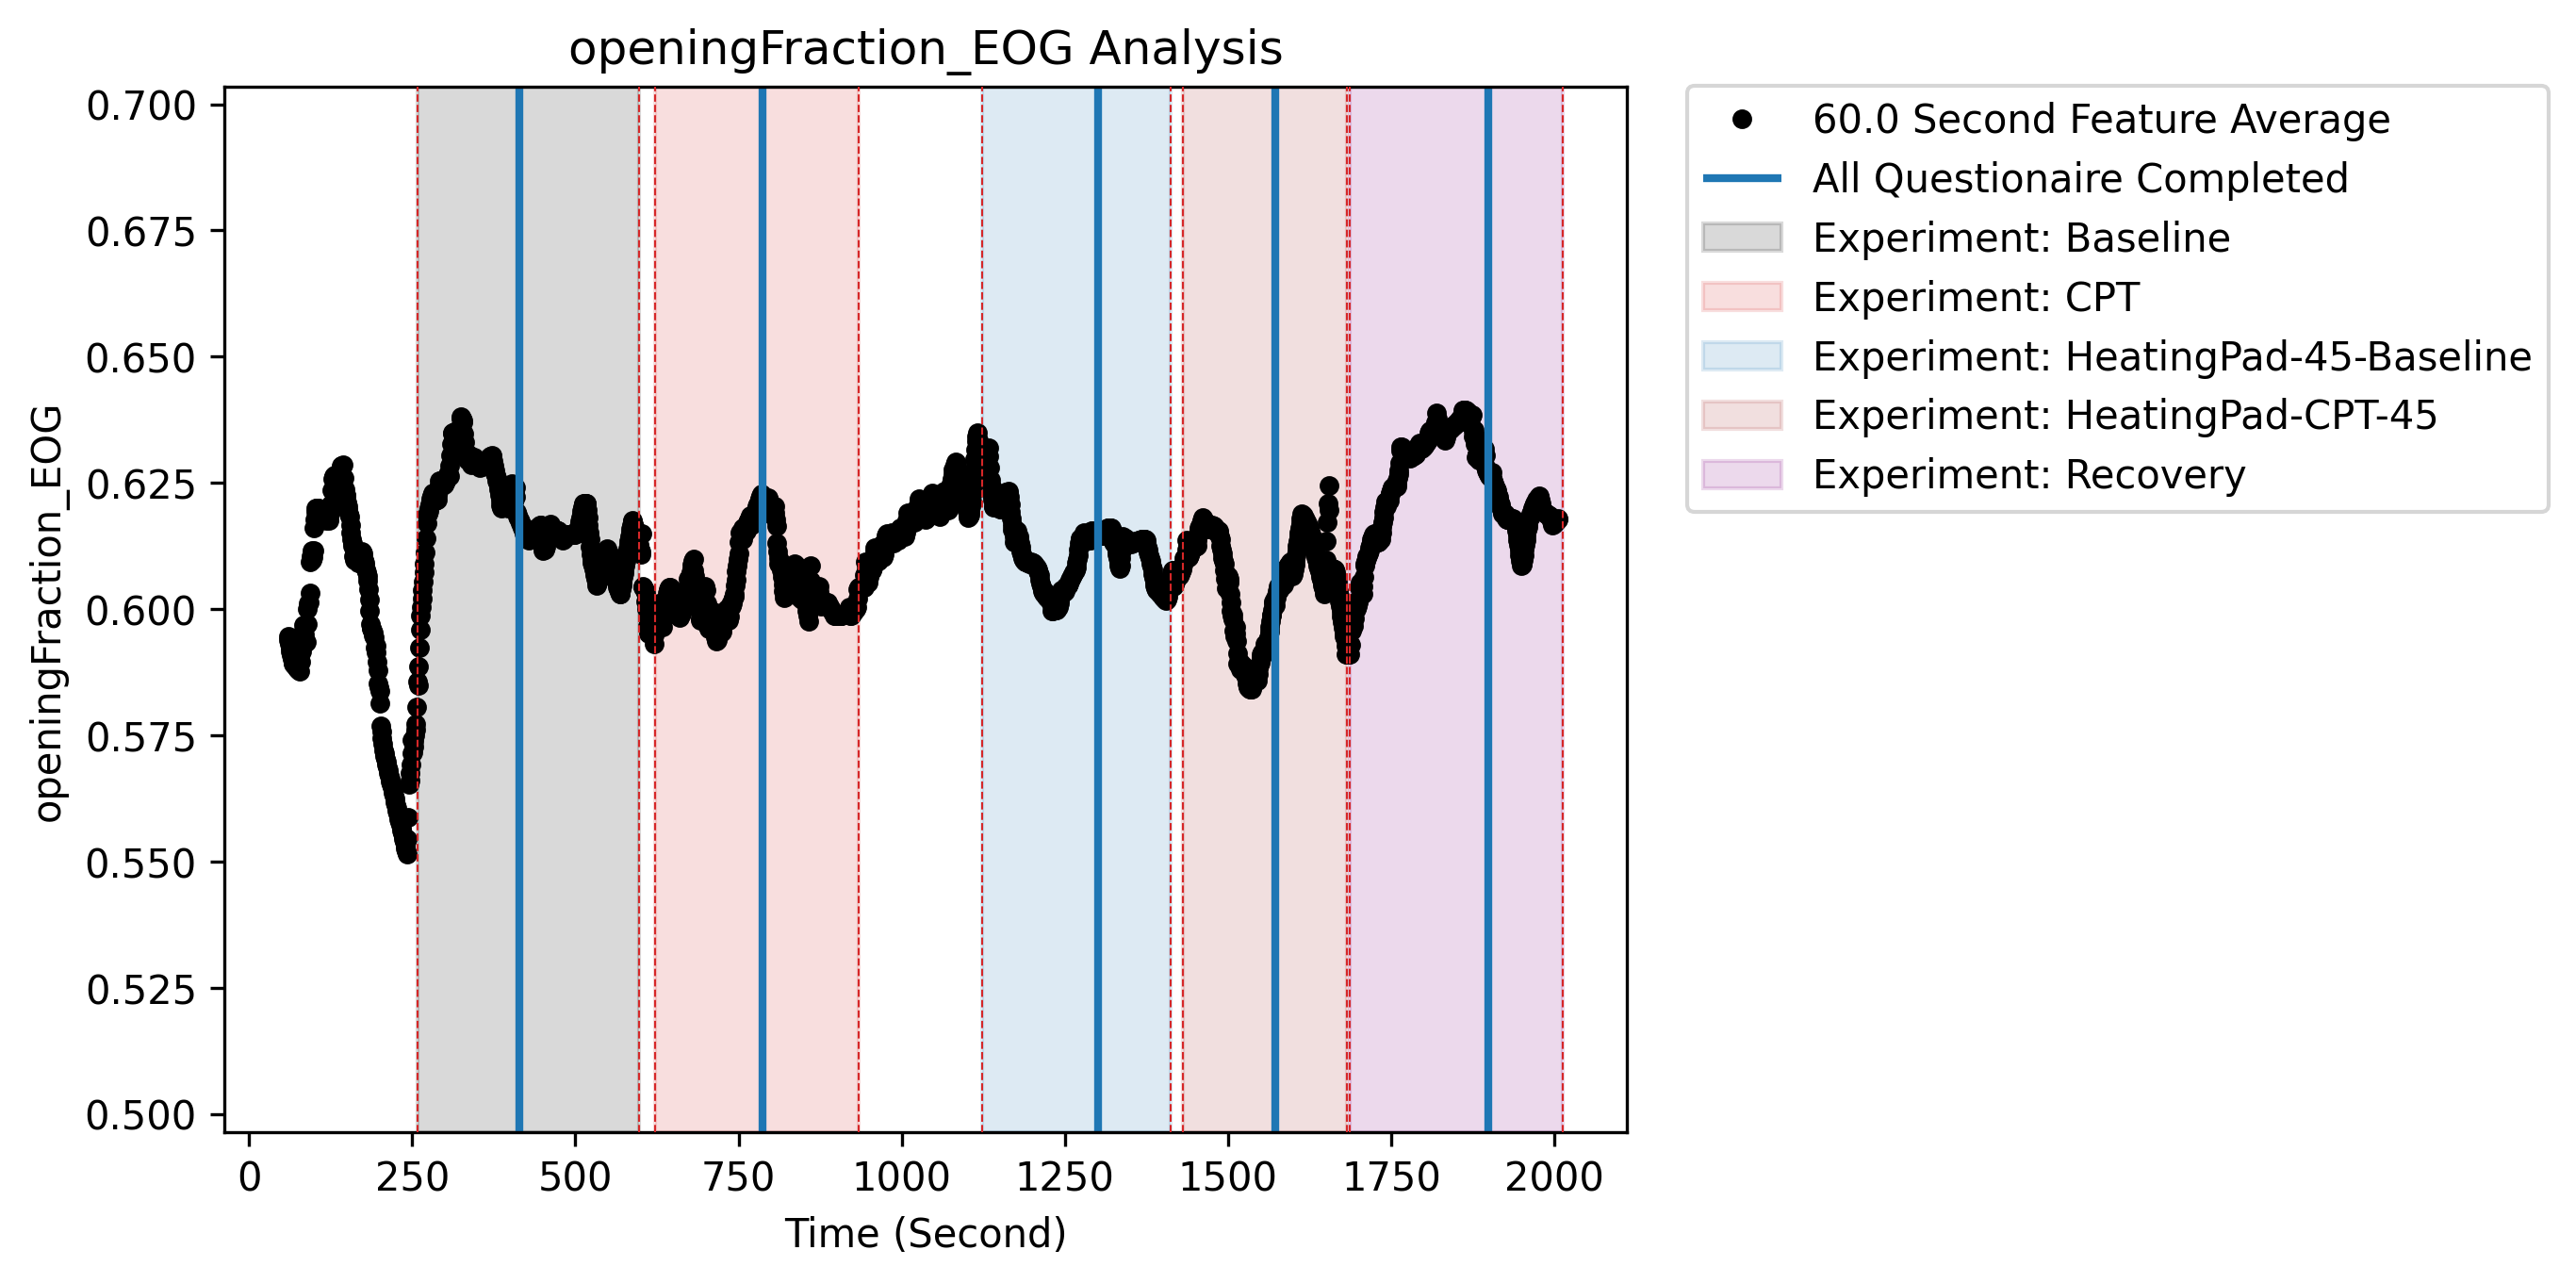 openingFraction_EOG Analysis
0.700
0.675
0.650
0.625
0.600
0.575
0.550
0.525
0.500
openingFraction_EOG
0 250 500 750 1000 1250 1500 1750 2000
Time (Second)
60.0 Second Feature Average
All Questionaire Completed
Experiment: Baseline
Experiment: CPT
Experiment: HeatingPad-45-Baseline
Experiment: HeatingPad-CPT-45
Experiment: Recovery